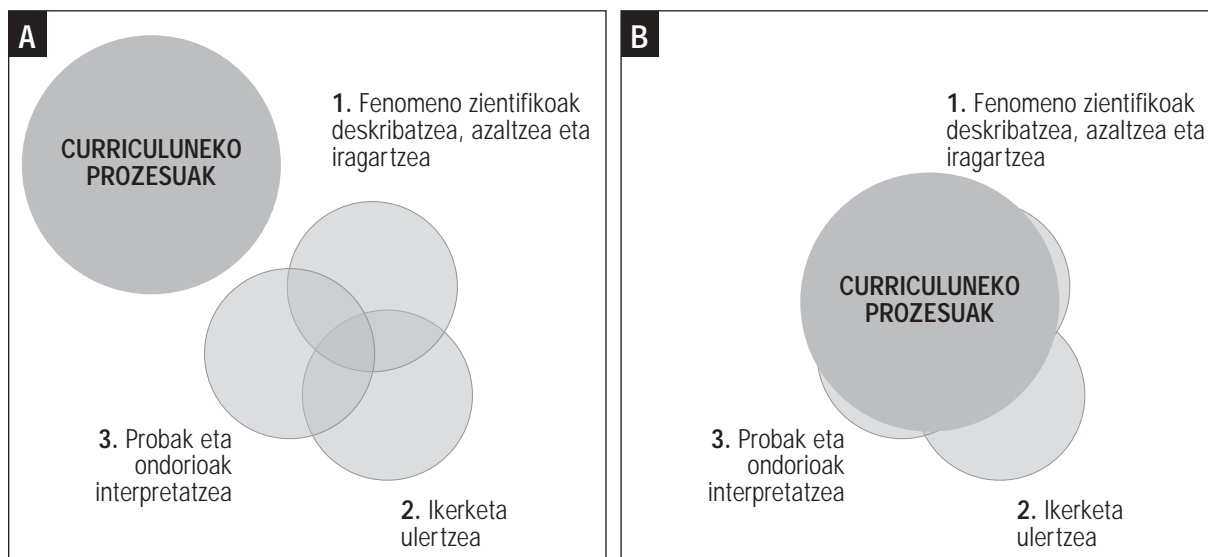 A
1. Fenomeno zientifikoak
deskribatzea, azaltzea eta
iragartzea
CURRICULUNEKO
PROZESUAK
3. Probak eta
ondorioak
interpretatzea
2. Ikerketa
ulertzea
B
1. Fenomeno zientifikoak
deskribatzea, azaltzea eta
iragartzea
CURRICULUNEKO
PROZESUAK
3. Probak eta
ondorioak
interpretatzea
2. Ikerketa
ulertzea